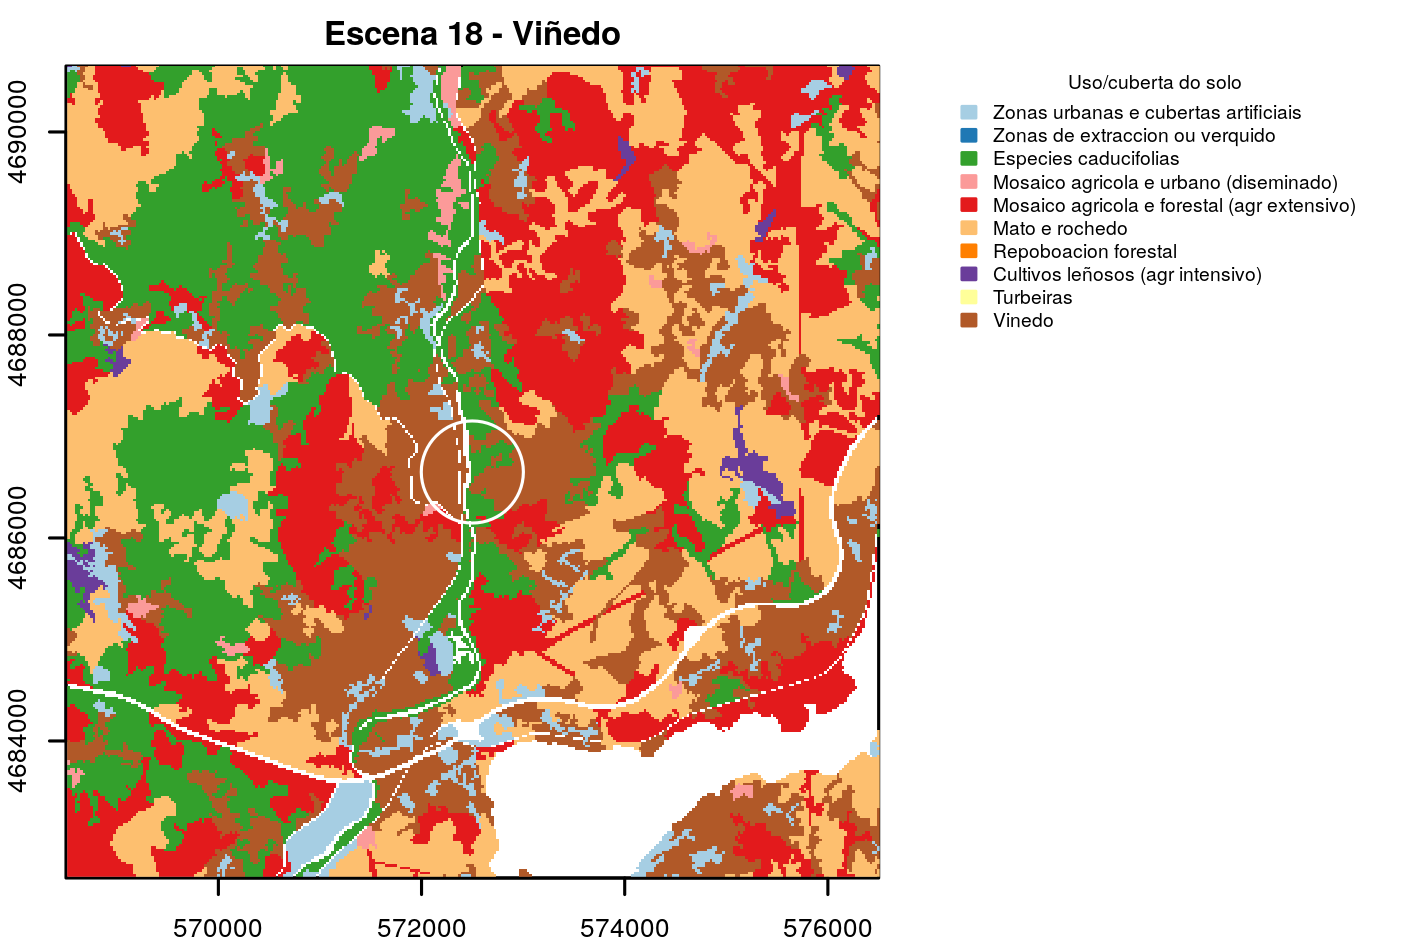 Escena 18 - Viñedo
Uso/cuberta do solo
Zonas urbanas e cubertas artificiais
Zonas de extraccion ou verquido
Especies caducifolias
Mosaico agricola e urbano (diseminado)
Mosaico agricola e forestal (agr extensivo)
Mato e rochedo
Repoboacion forestal
Cultivos leñosos (agr intensivo)
Turbeiras
Vinedo
4690000
4688000
4686000
4684000
570000
572000
574000
576000